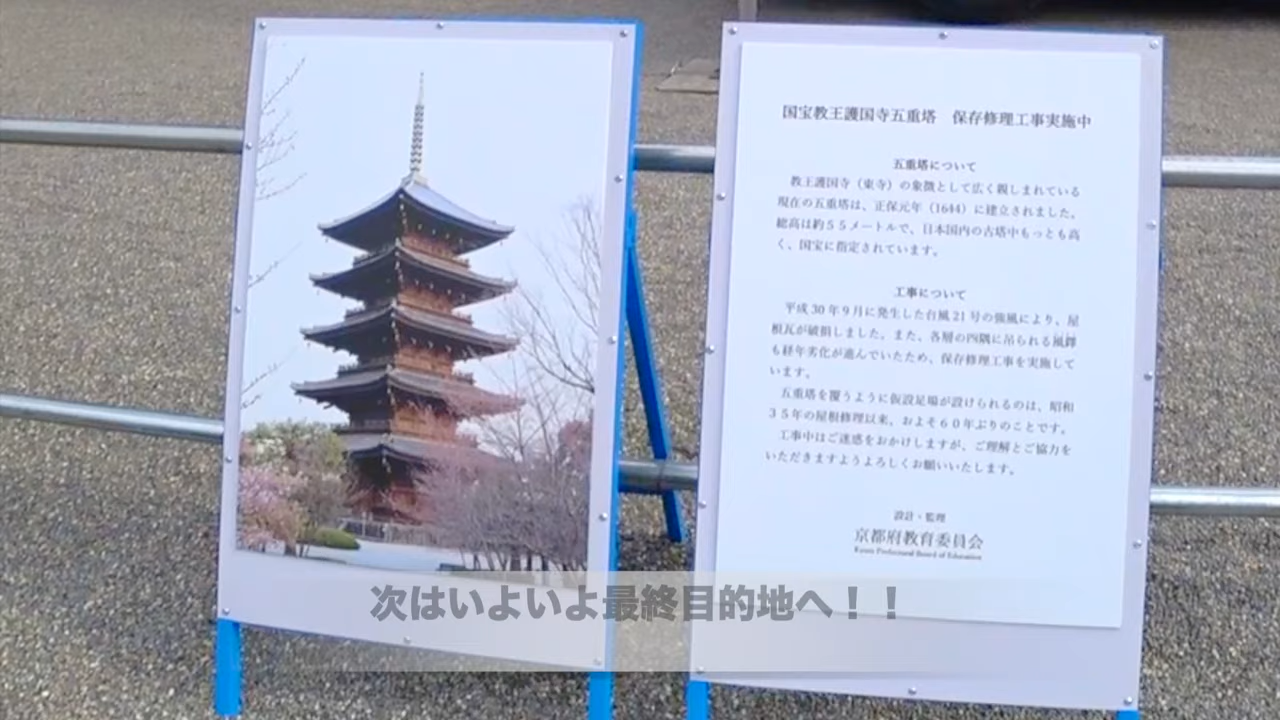 国宝教王護国寺五重塔　保存修理工事実施中
五重塔について
教王護国寺（東寺）の象徴として広く親しまれている
現在の五重塔は、正保元年（1644）に建立されました。
総高は約５５メートルで、日本国内の古塔中もっとも高
く、国宝に指定されています。
工事について
平成30年9月に発生した台風21号の強風により、屋
根瓦が破損しました。また、各層の四隅に吊られる風鐸
も経年劣化が進んでいたため、保存修理工事を実施して
います。
五重塔を覆うように仮設足場が設けられるのは、昭和
３５年の屋根修理以来、およそ６０年ぶりのことです。
工事中はご迷惑をおかけしますが、ご理解とご協力を
いただきますようよろしくお願いいたします。
設計・監理
京都府教育委員会
Kyoto Prefectural Board of Education
次はいよいよ最終目的地へ！！